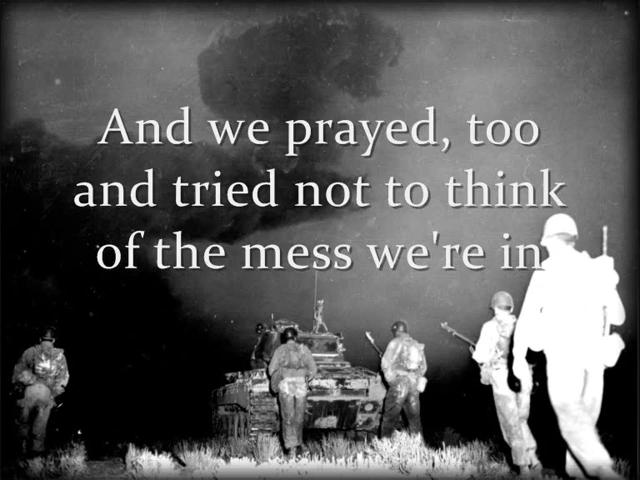 And we prayed, too
and tried not to think
of the mess we're in